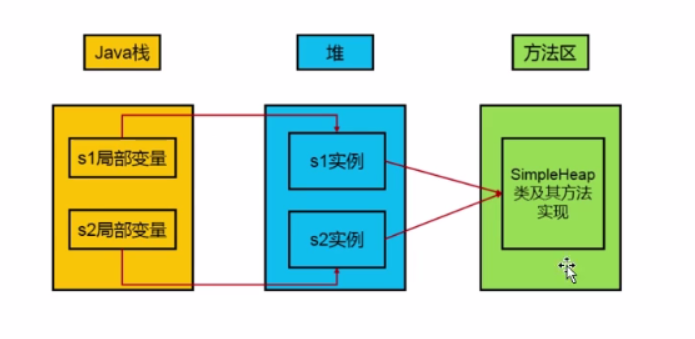 Java栈
堆
方法区
s1局部变量
s2局部变量
s1实例
s2实例
SimpleHeap
类及其方法
实现